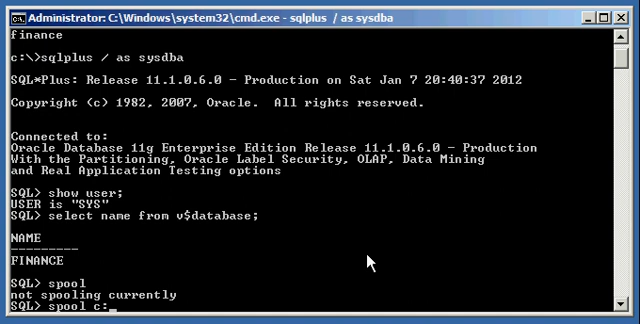 Administrator: C:\Windows\system32\cmd.exe - sqlplus / as sysdba
finance
c:\>sqlplus / as sysdba
SQL*Plus: Release 11.1.0.6.0 - Production on Sat Jan 7 20:40:37 2012
Copyright (c) 1982, 2007, Oracle.  All rights reserved.
Connected to:
Oracle Database 11g Enterprise Edition Release 11.1.0.6.0 - Production
With the Partitioning, Oracle Label Security, OLAP, Data Mining
and Real Application Testing options
SQL> show user;
USER is "SYS"
SQL> select name from v$database;
NAME
---------
FINANCE
SQL> spool
not spooling currently
SQL> spool c: